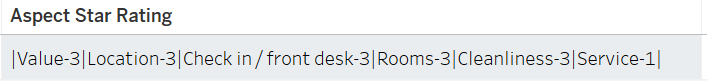 Aspect Star Rating
|Value-3|Location-3|Check in / front desk-3|Rooms-3|Cleanliness-3|Service-1|